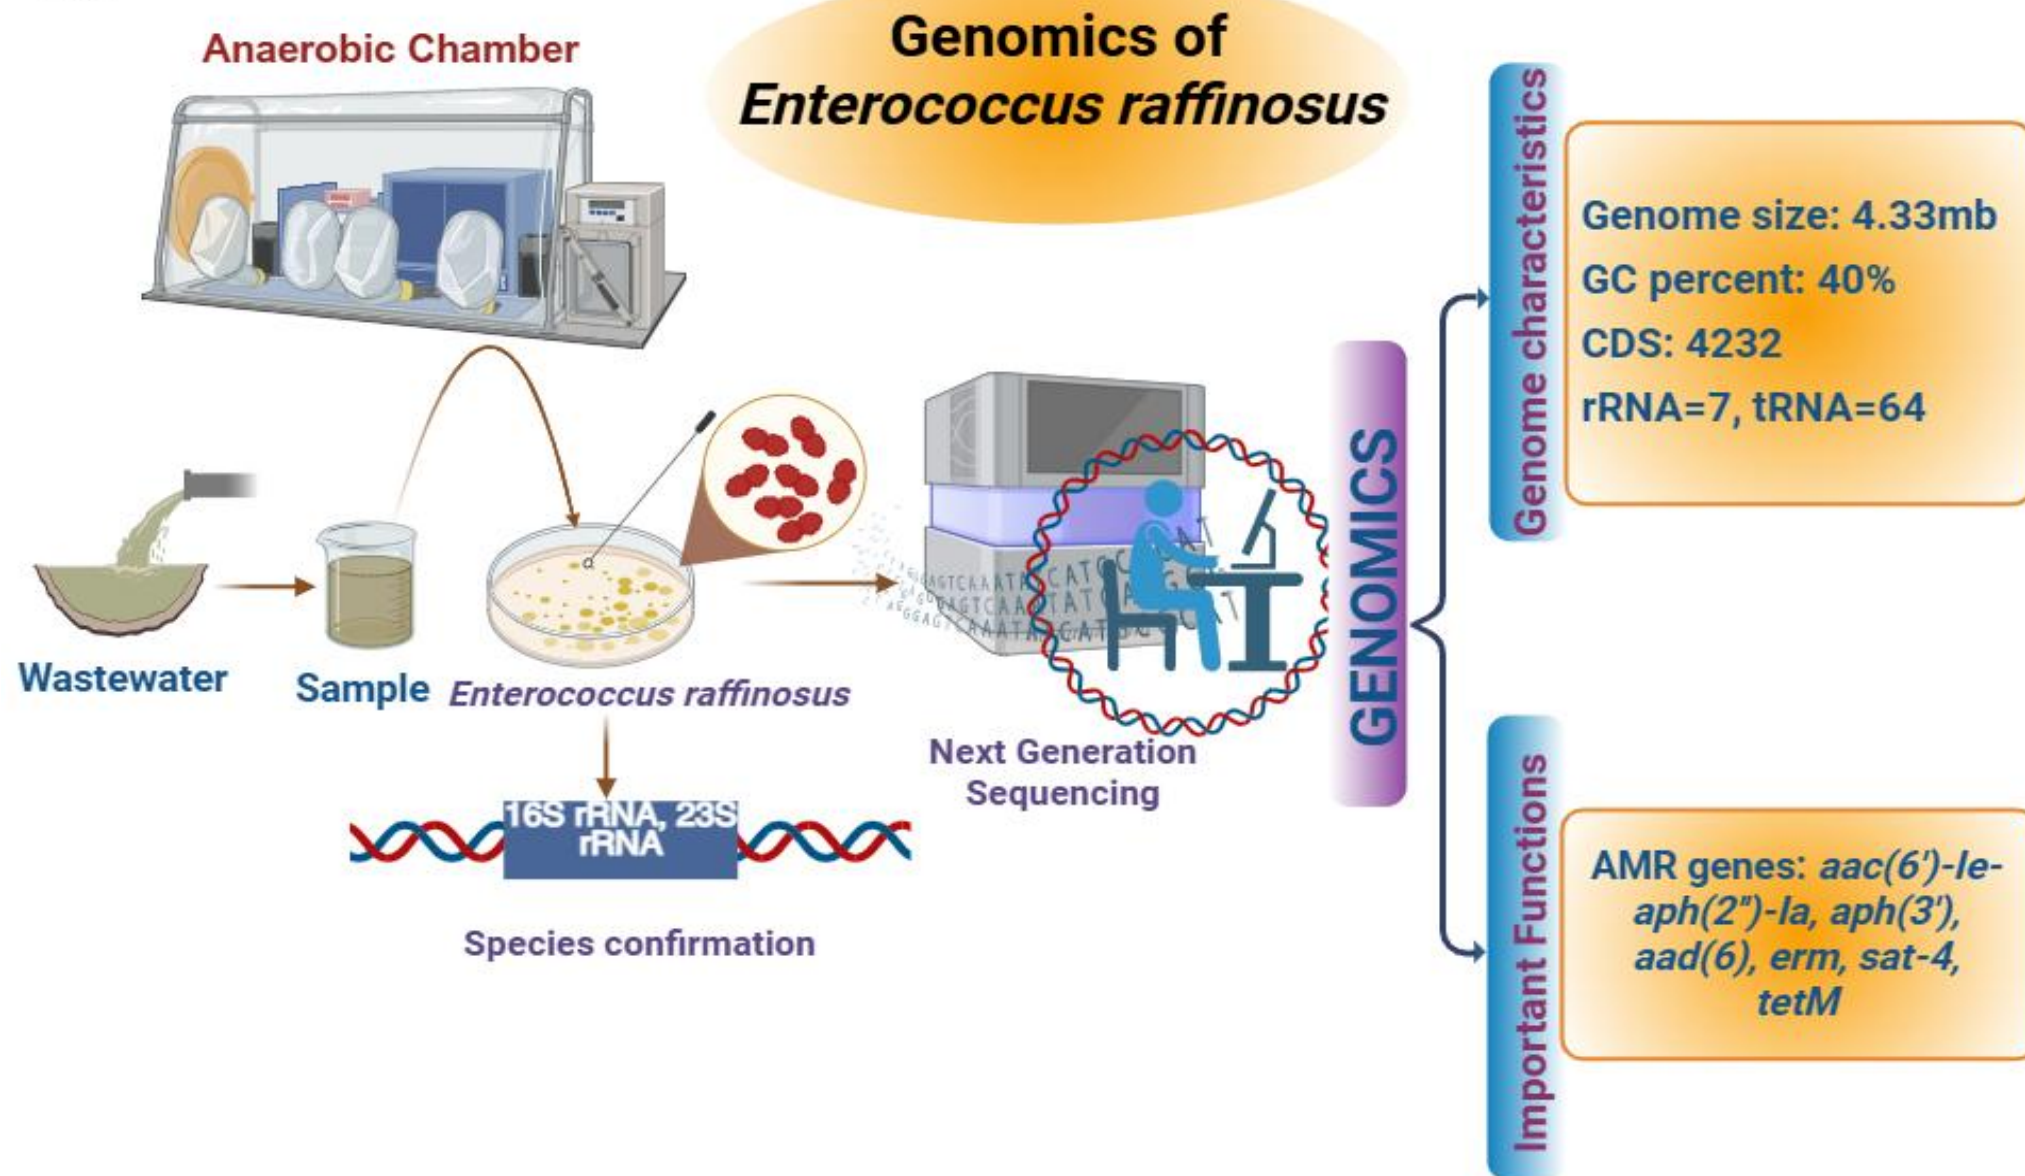 Genomics of
Enterococcus raffinosus
Anaerobic Chamber
Wastewater
Sample
Enterococcus raffinosus
16S rRNA, 23S
rRNA
Species confirmation
Next Generation
Sequencing
GENOMICS
Genome characteristics
Genome size: 4.33mb
GC percent: 40%
CDS: 4232
rRNA=7, tRNA=64
Important Functions
AMR genes: aac(6')-Ie-
aph(2")-Ia, aph(3'),
aad(6), erm, sat-4,
tetM